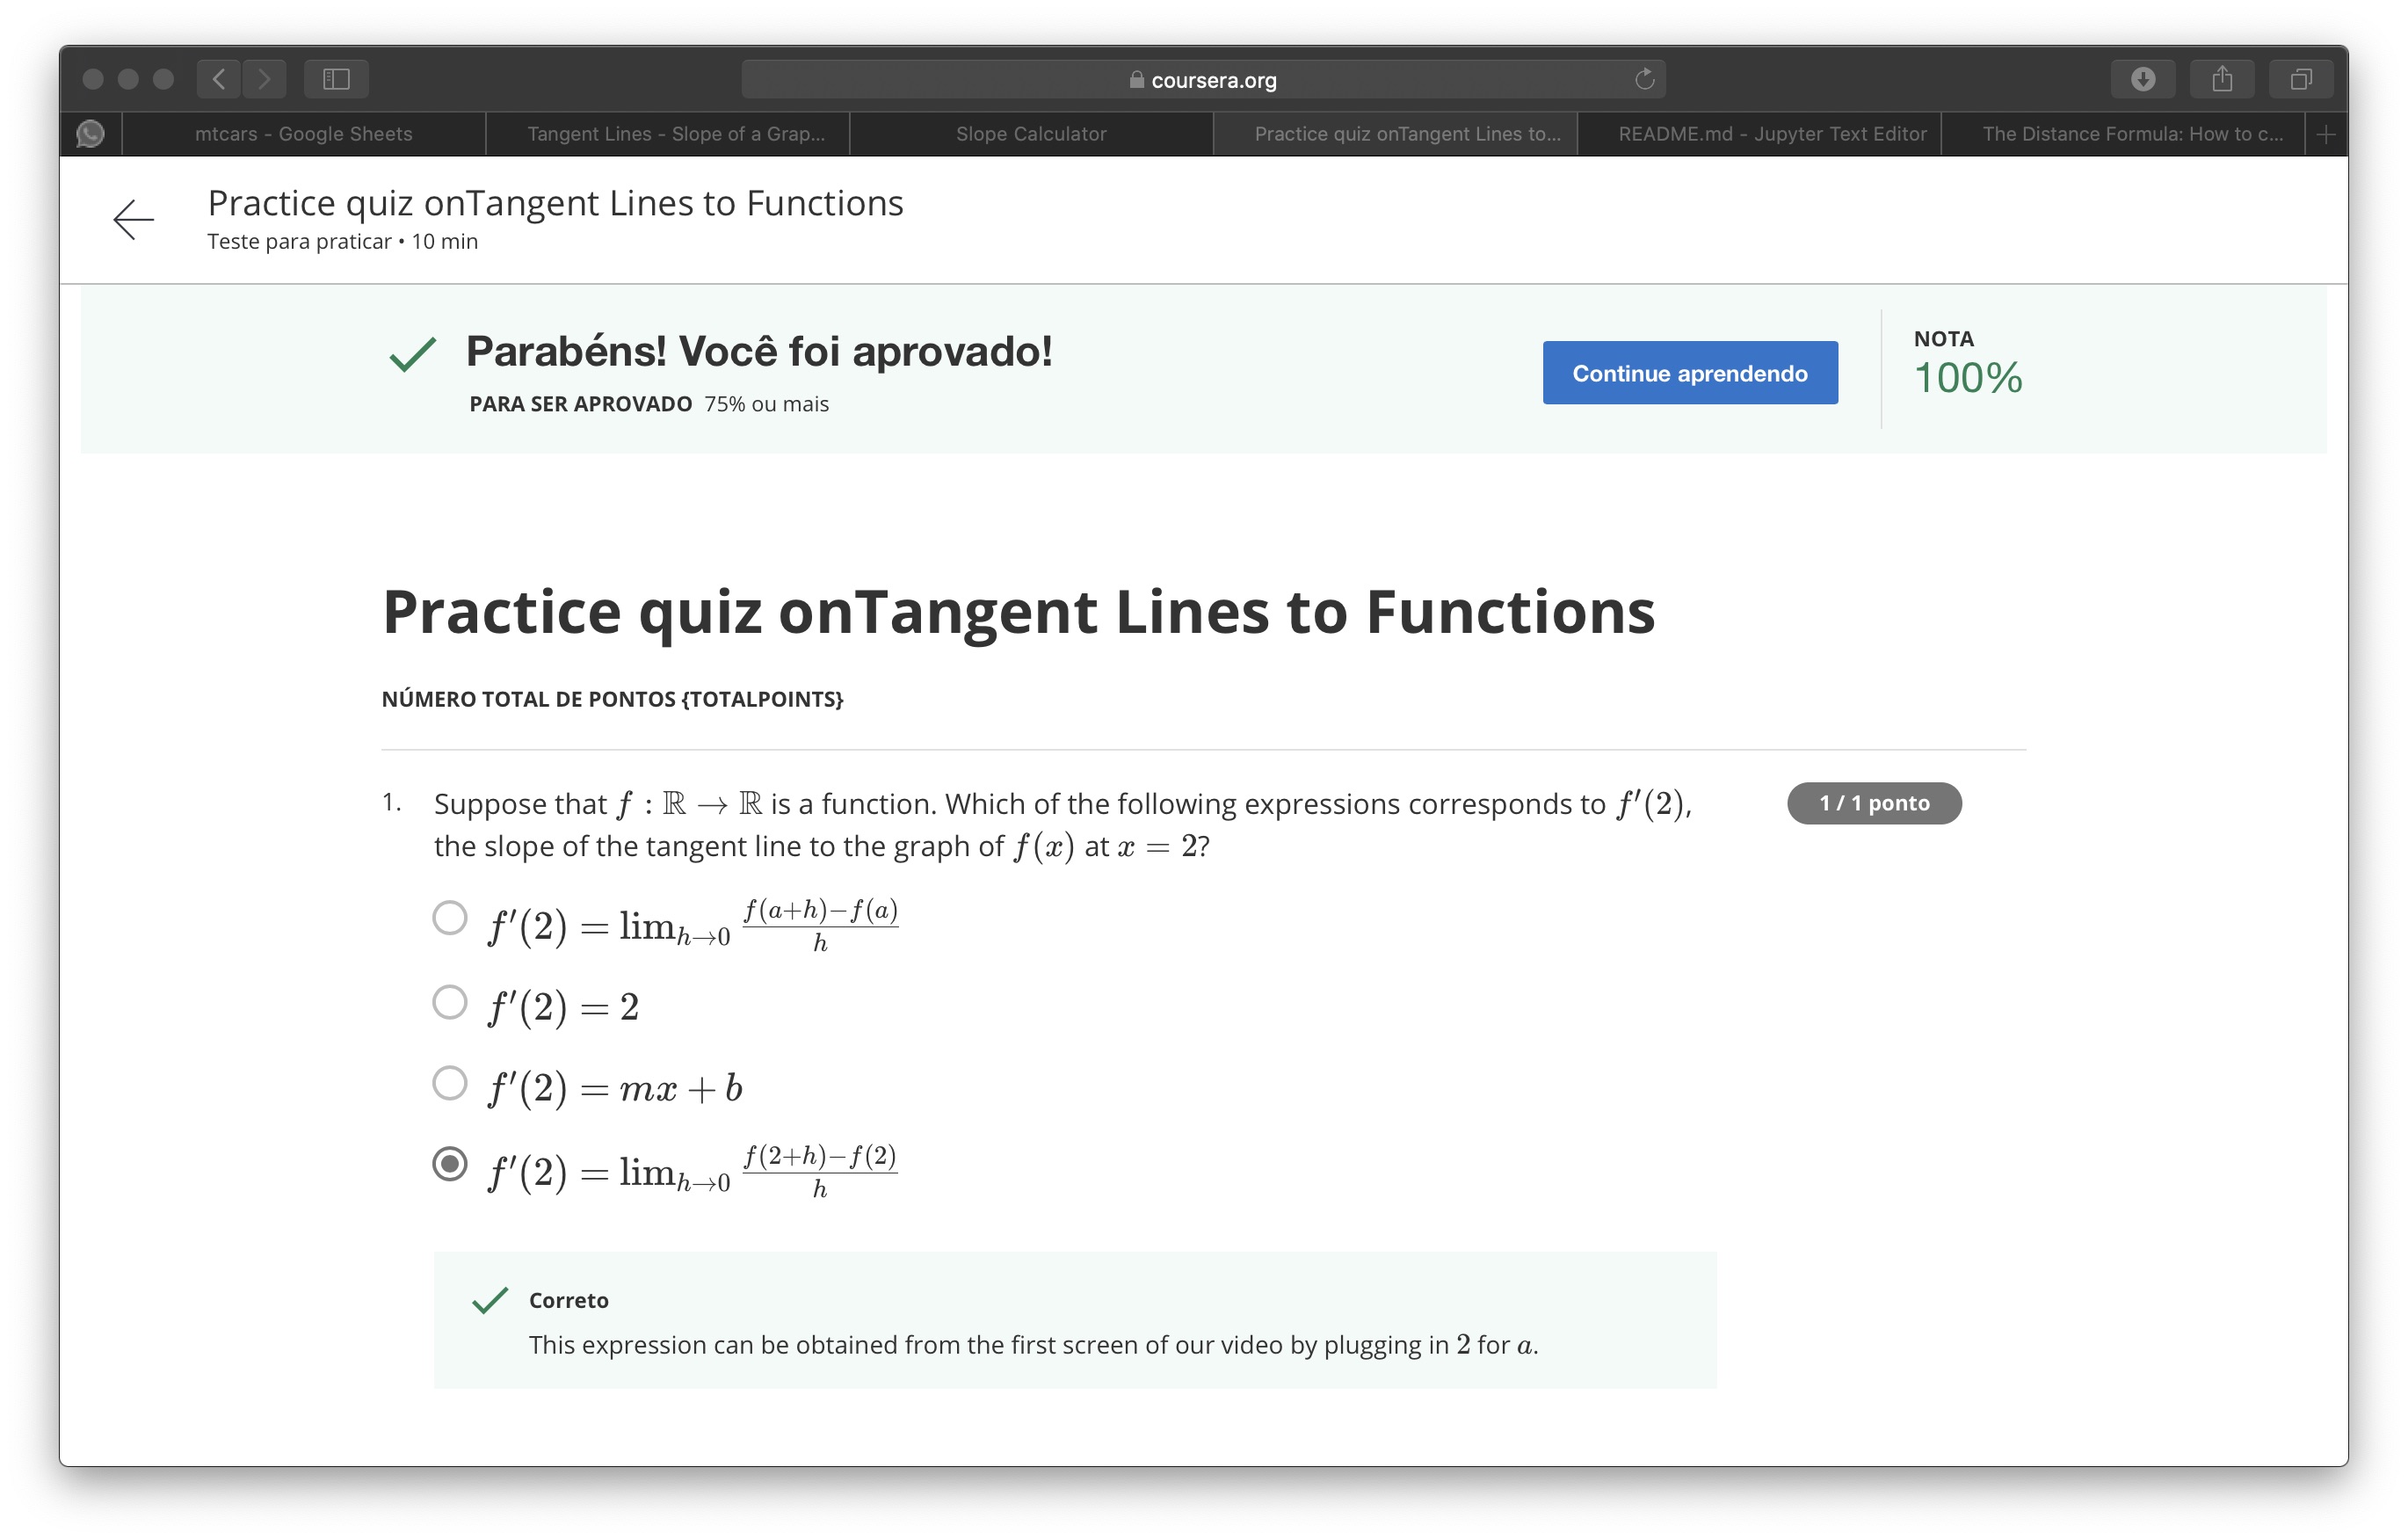 coursera.org
mtcars - Google Sheets
Tangent Lines - Slope of a Grap...
Slope Calculator
Practice quiz onTangent Lines to...
README.md - Jupyter Text Editor
The Distance Formula: How to c...
Practice quiz onTangent Lines to Functions
Teste para praticar • 10 min
Parabéns! Você foi aprovado!
PARA SER APROVADO 75% ou mais
Continue aprendendo
NOTA
100%
Practice quiz onTangent Lines to Functions
NÚMERO TOTAL DE PONTOS {TOTALPOINTS}
1. Suppose that f : ℝ → ℝ is a function. Which of the following expressions corresponds to f′(2),
the slope of the tangent line to the graph of f(x) at x = 2?
1 / 1 ponto
f′(2) = lim_{h→0} \frac{f(a+h)−f(a)}{h}
f′(2) = 2
f′(2) = mx + b
f′(2) = lim_{h→0} \frac{f(2+h)−f(2)}{h}
Correto
This expression can be obtained from the first screen of our video by plugging in 2 for a.